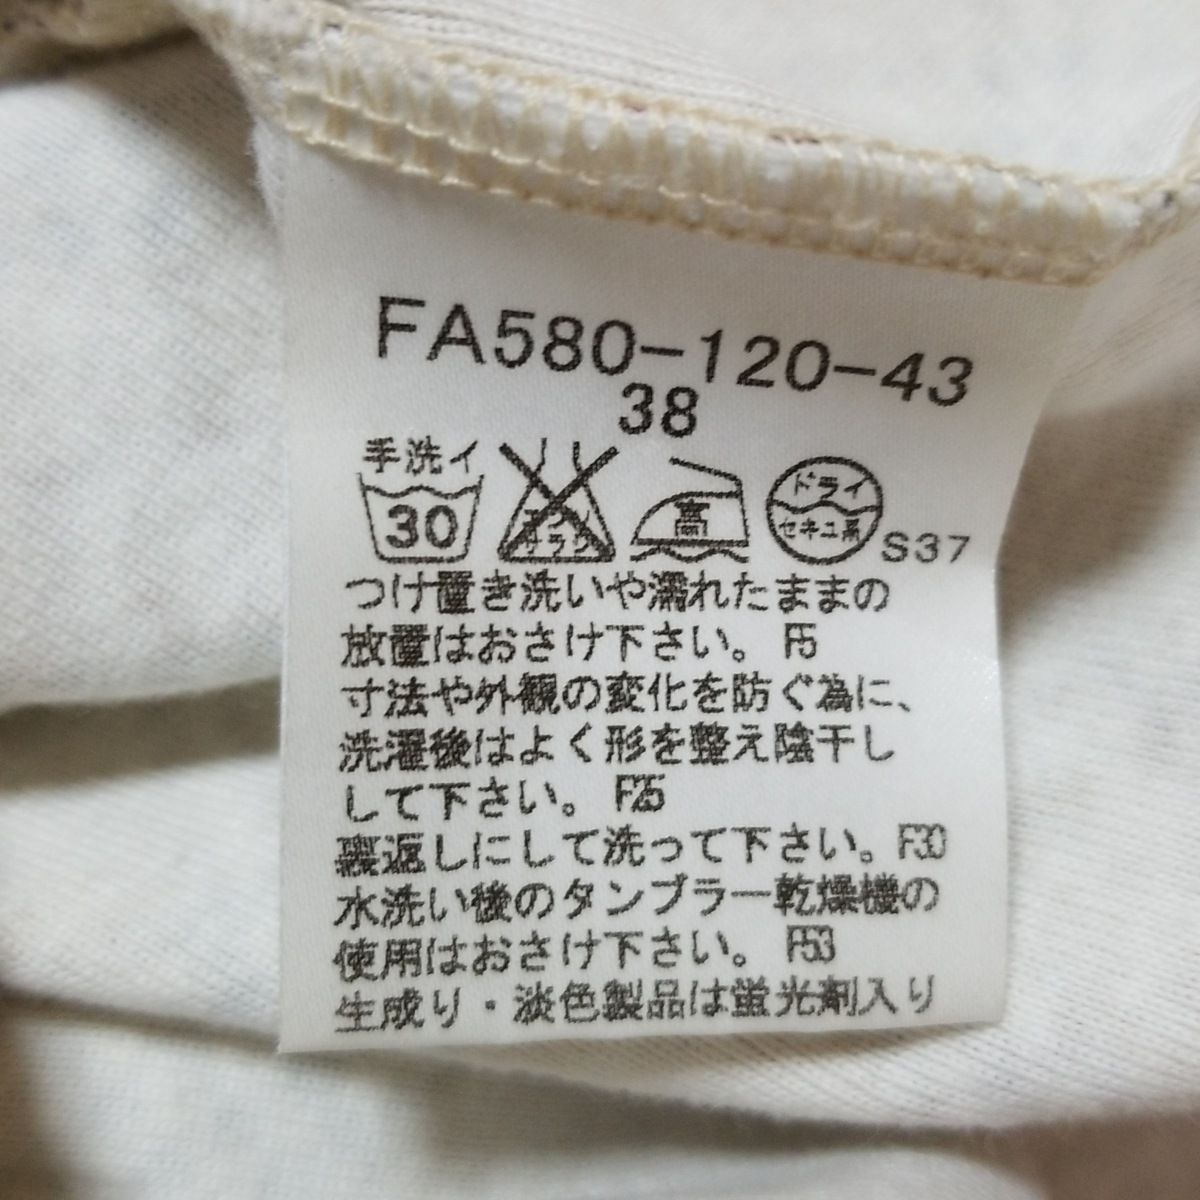 FA580-120-43
38
手洗イ
30 エンソサラシ 高 ドライ セキユ系 S37
つけ置き洗いや濡れたままの
放置はおさけ下さい。 F5
寸法や外観の変化を防ぐ為に、
洗濯後はよく形を整え陰干し
して下さい。 F25
裏返しにして洗って下さい。F30
水洗い後のタンブラー乾燥機の
使用はおさけ下さい。 F53
生成り・淡色製品は蛍光剤入り